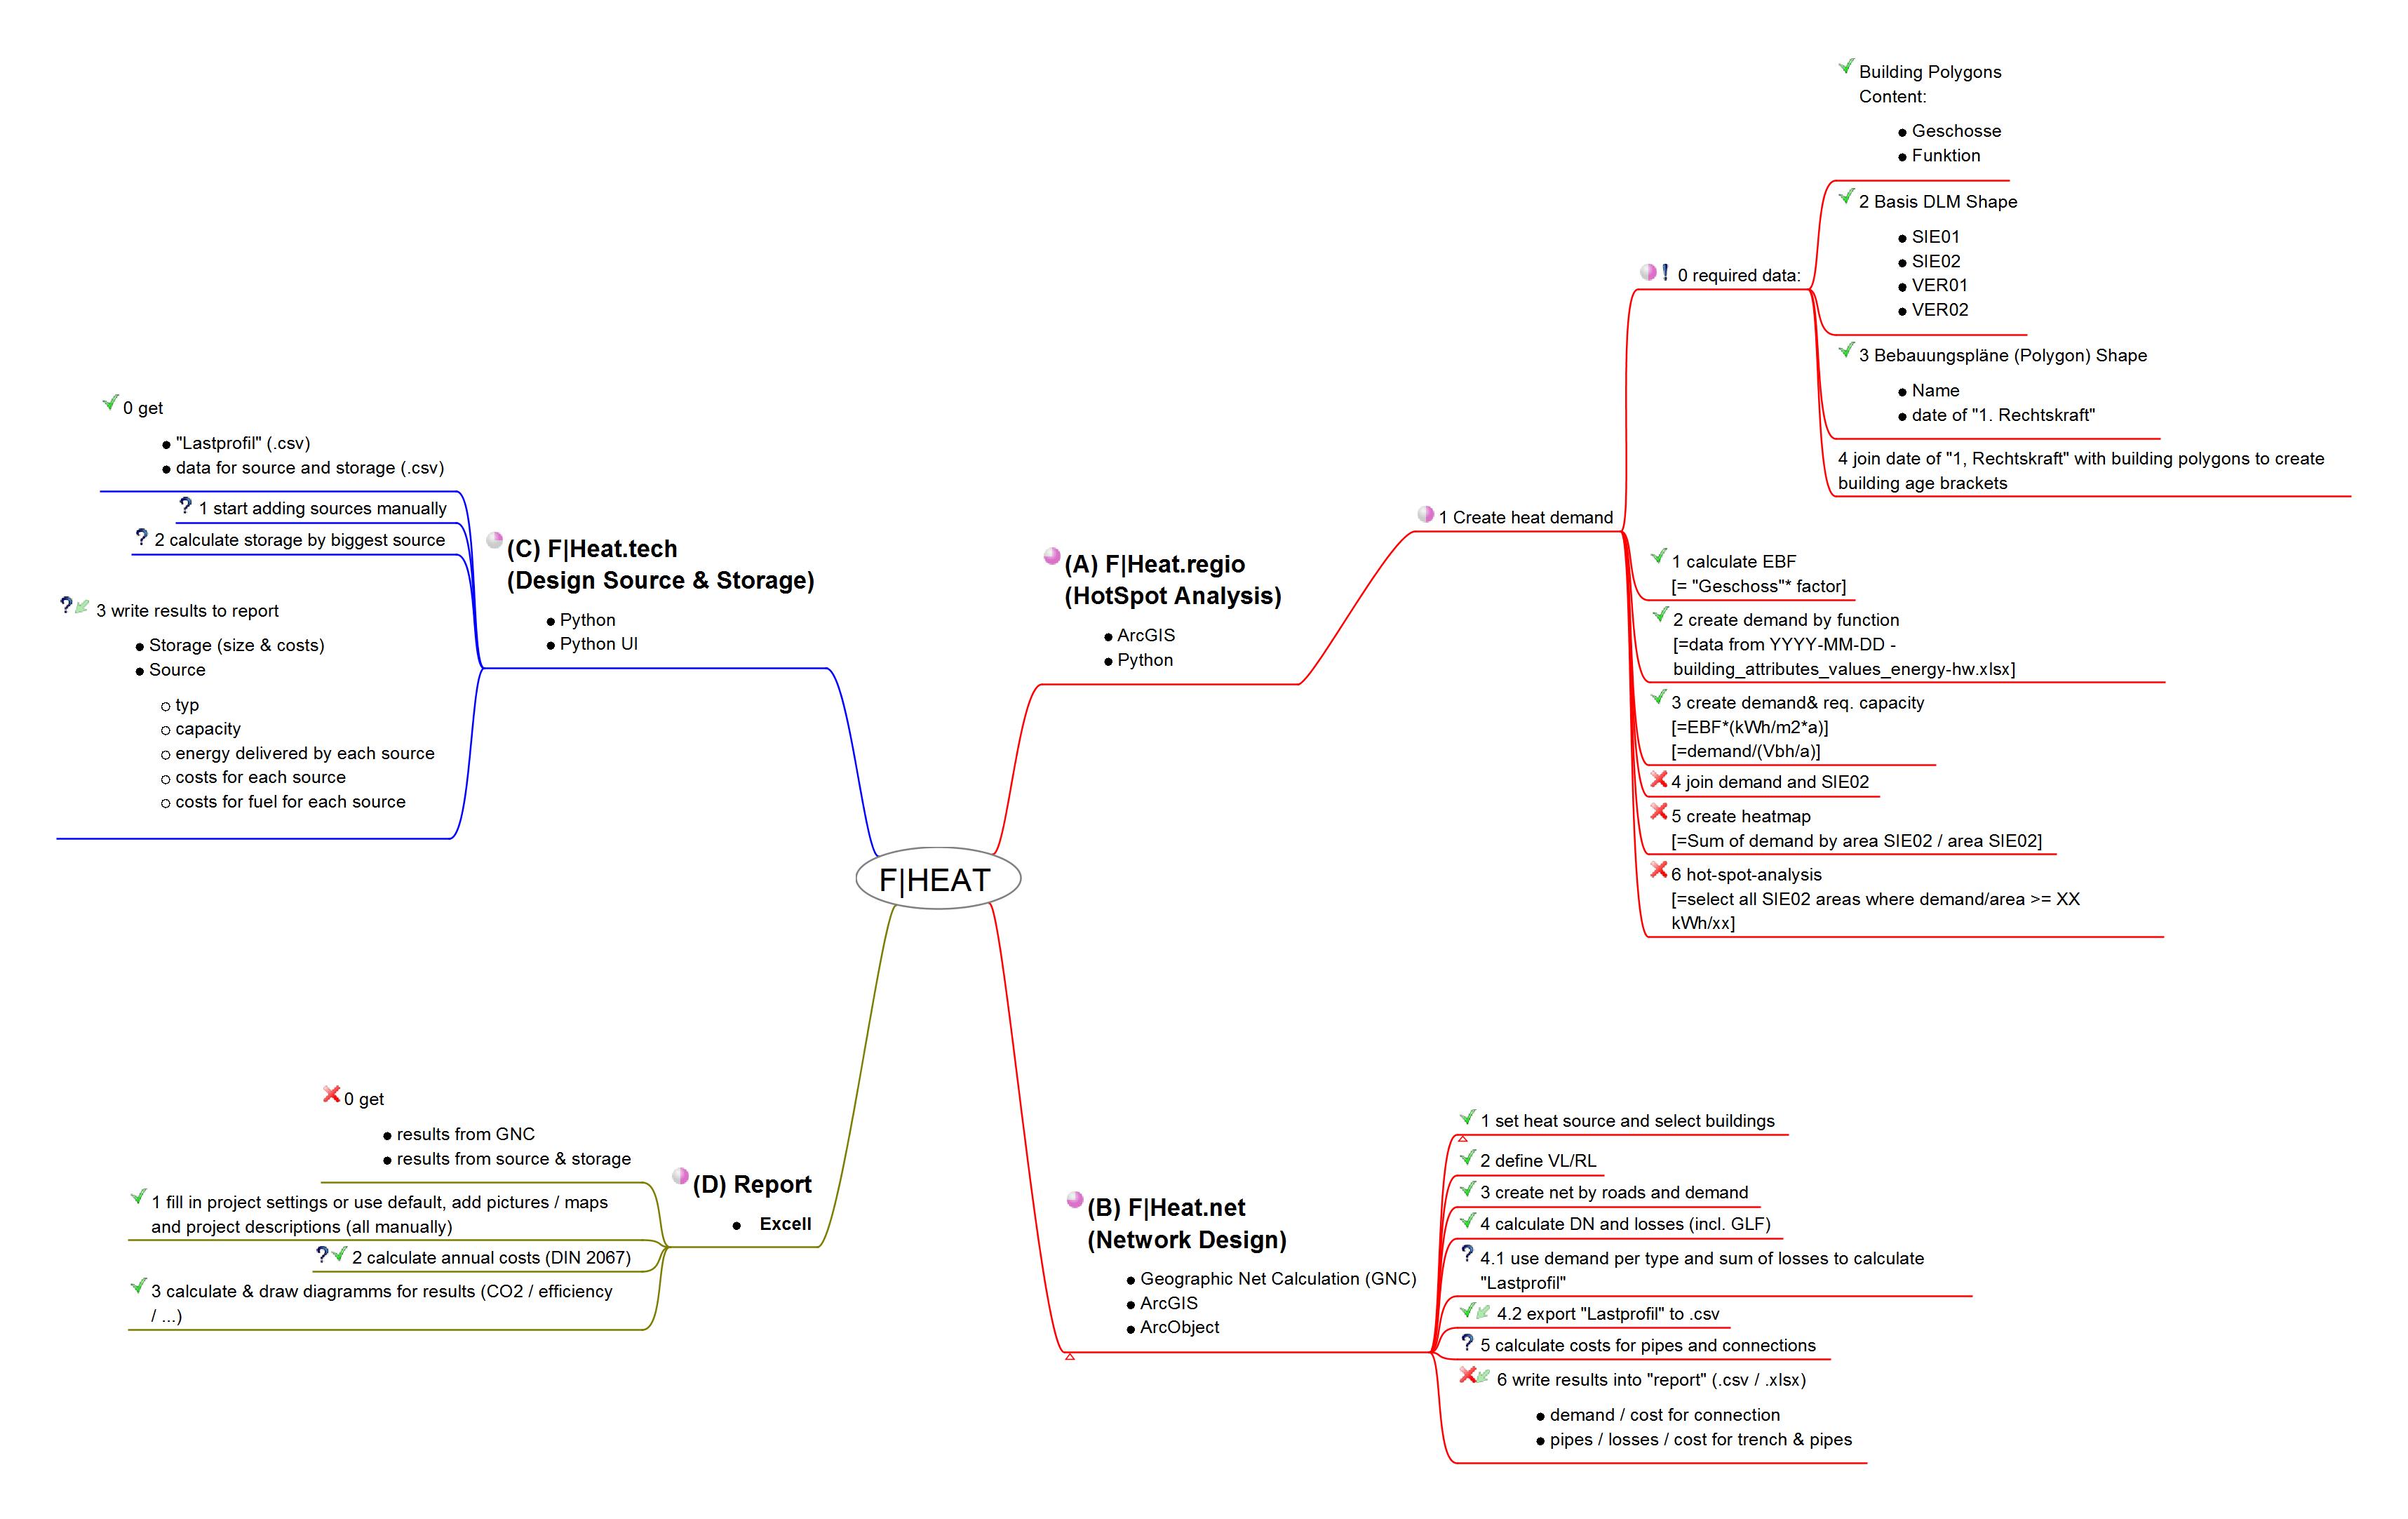 F|HEAT
(A) F|Heat.regio
(HotSpot Analysis)
ArcGIS
Python
1 Create heat demand
0 required data:
Building Polygons
Content:
Geschosse
Funktion
2 Basis DLM Shape
SIE01
SIE02
VER01
VER02
3 Bebauungspläne (Polygon) Shape
Name
date of "1. Rechtskraft"
4 join date of "1, Rechtskraft" with building polygons to create
building age brackets
1 calculate EBF
[= "Geschoss"* factor]
2 create demand by function
[=data from YYYY-MM-DD -
building_attributes_values_energy-hw.xlsx]
3 create demand& req. capacity
[=EBF*(kWh/m2*a)]
[=demand/(Vbh/a)]
4 join demand and SIE02
5 create heatmap
[=Sum of demand by area SIE02 / area SIE02]
6 hot-spot-analysis
[=select all SIE02 areas where demand/area >= XX
kWh/xx]
(B) F|Heat.net
(Network Design)
Geographic Net Calculation (GNC)
ArcGIS
ArcObject
1 set heat source and select buildings
2 define VL/RL
3 create net by roads and demand
4 calculate DN and losses (incl. GLF)
4.1 use demand per type and sum of losses to calculate
"Lastprofil"
4.2 export "Lastprofil" to .csv
5 calculate costs for pipes and connections
6 write results into "report" (.csv / .xlsx)
demand / cost for connection
pipes / losses / cost for trench & pipes
(C) F|Heat.tech
(Design Source & Storage)
Python
Python UI
0 get
"Lastprofil" (.csv)
data for source and storage (.csv)
1 start adding sources manually
2 calculate storage by biggest source
3 write results to report
Storage (size & costs)
Source
typ
capacity
energy delivered by each source
costs for each source
costs for fuel for each source
(D) Report
Excell
0 get
results from GNC
results from source & storage
1 fill in project settings or use default, add pictures / maps
and project descriptions (all manually)
2 calculate annual costs (DIN 2067)
3 calculate & draw diagramms for results (CO2 / efficiency
/ ...)